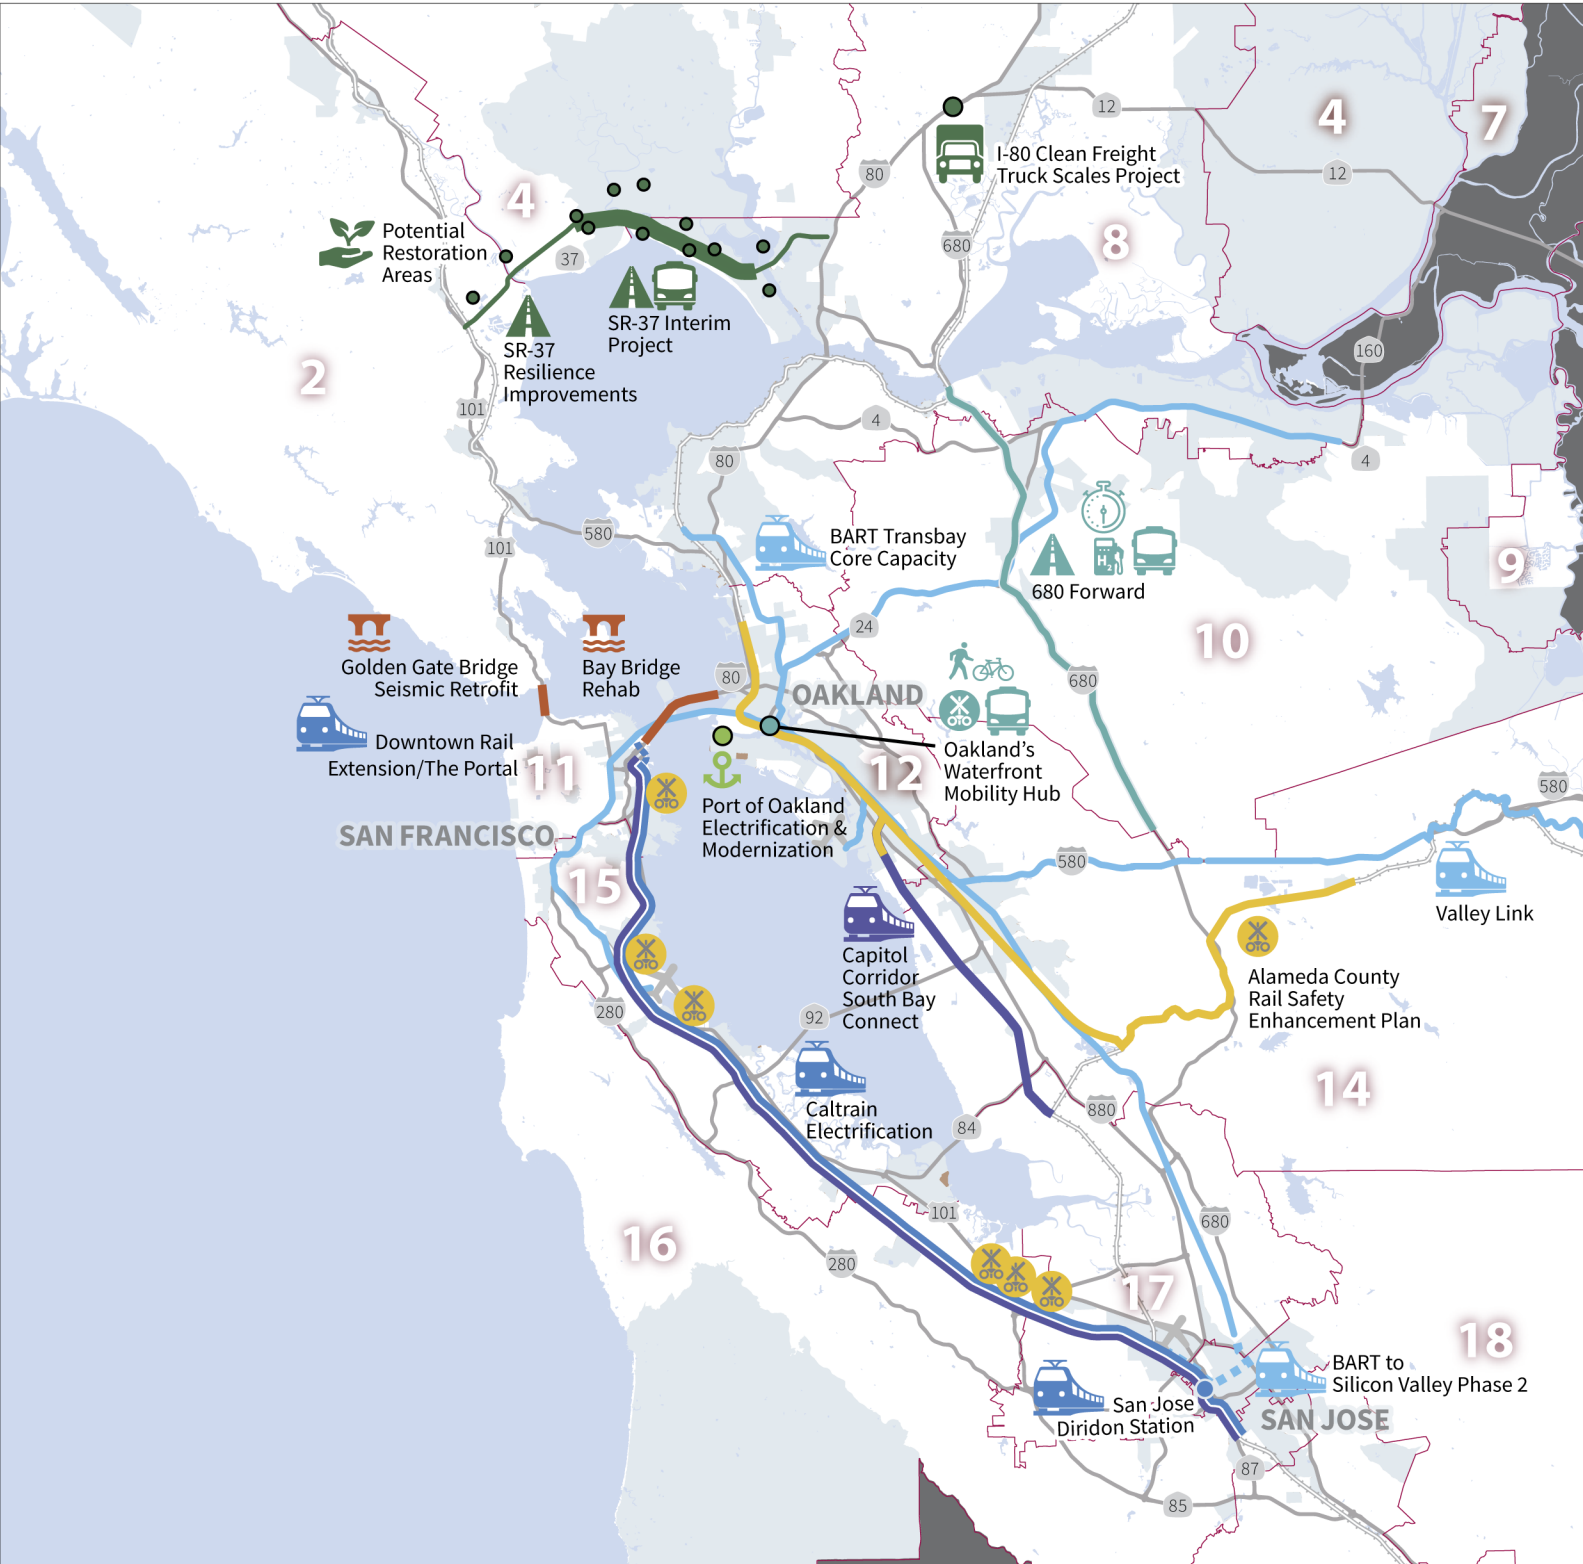 12
4
7
I-80 Clean Freight
Truck Scales Project
80
12
4
Potential
Restoration
Areas
37
680
8
SR-37 Interim
Project
SR-37
Resilience
Improvements
160
2
101
4
80
4
580
101
BART Transbay
Core Capacity
H2
680 Forward
9
24
10
Golden Gate Bridge
Seismic Retrofit
Bay Bridge
Rehab
80
OAKLAND
680
Downtown Rail
Extension/The Portal
11
12
Oakland's
Waterfront
Mobility Hub
580
Port of Oakland
Electrification &
Modernization
SAN FRANCISCO
580
15
Valley Link
Capitol
Corridor
South Bay
Connect
Alameda County
Rail Safety
Enhancement Plan
280
92
14
Caltrain
Electrification
880
84
101
680
16
280
17
18
BART to
Silicon Valley Phase 2
San Jose
Diridon Station
SAN JOSE
87
85